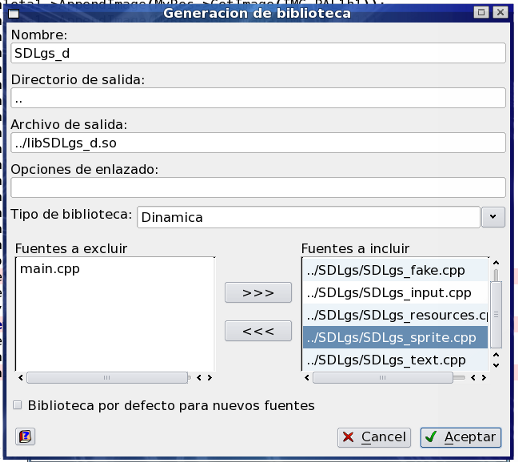 Generacion de biblioteca
Nombre:
SDLgs_d
Directorio de salida:
..
Archivo de salida:
../libSDLgs_d.so
Opciones de enlazado:
Tipo de biblioteca: Dinamica
Fuentes a excluir
main.cpp
>>>
<<<
Fuentes a incluir
../SDLgs/SDLgs_fake.cpp
../SDLgs/SDLgs_input.cpp
../SDLgs/SDLgs_resources.c
../SDLgs/SDLgs_sprite.cpp
../SDLgs/SDLgs_text.cpp
Biblioteca por defecto para nuevos fuentes
Cancel
Aceptar